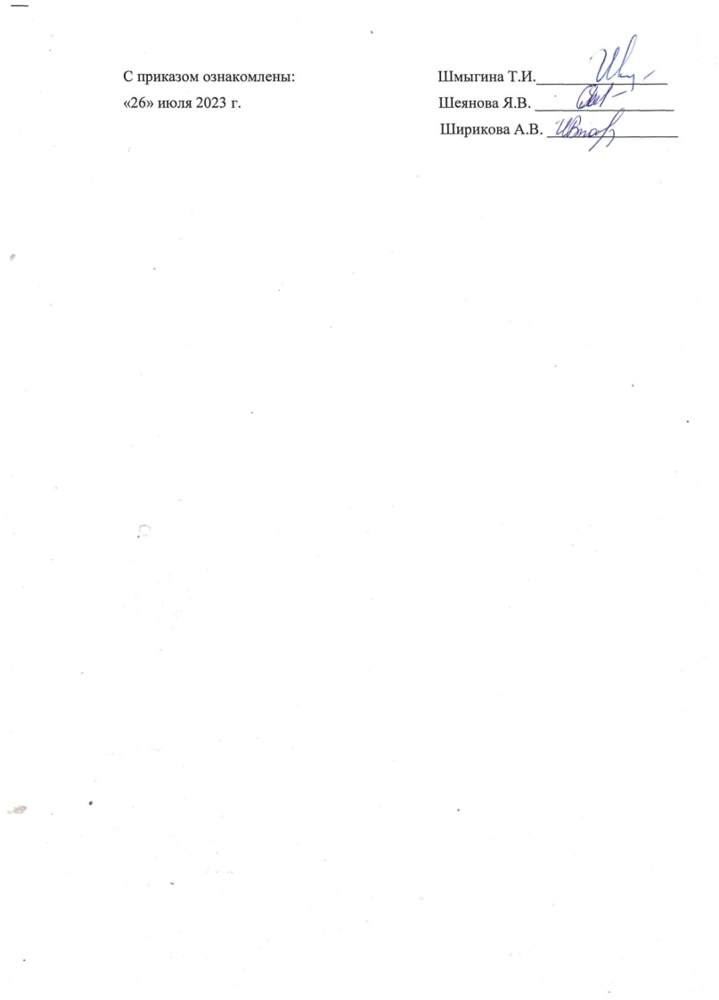 С приказом ознакомлены: Шмыгина Т.И.
«26» июля 2023 г. Шеянова Я.В.
Ширикова А.В.